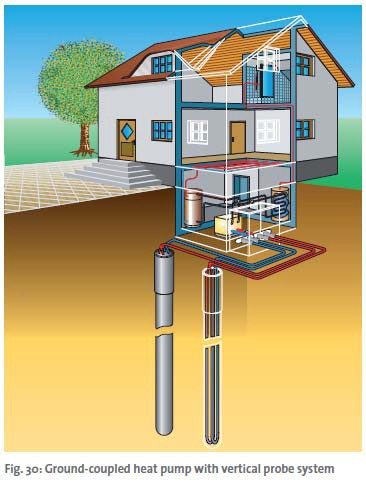 Fig. 30: Ground-coupled heat pump with vertical probe system